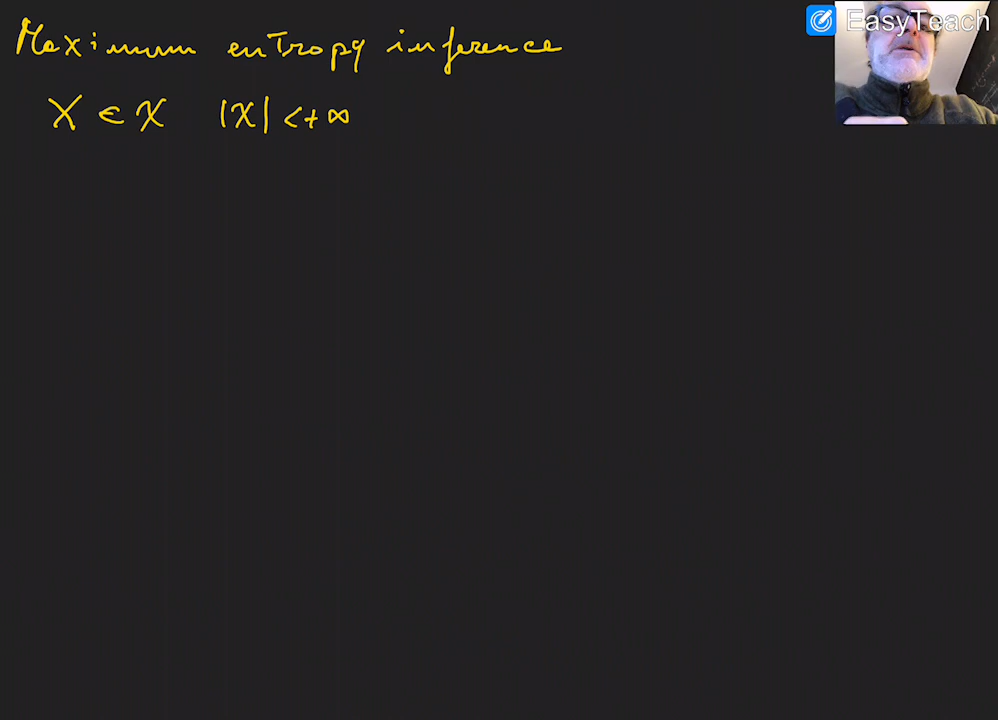 Maximum entropy inference
EasyTeach
X ∈ 𝒳 |𝒳| < +∞